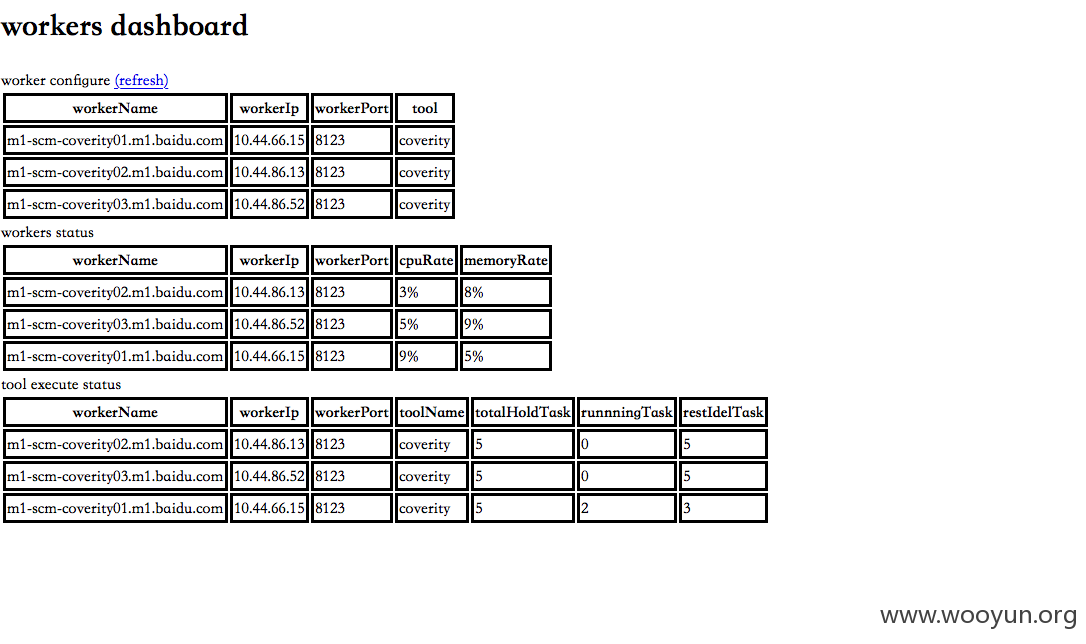 workers dashboard
worker configure (refresh)
workerName workerIp workerPort tool
m1-scm-coverity01.m1.baidu.com 10.44.66.15 8123 coverity
m1-scm-coverity02.m1.baidu.com 10.44.86.13 8123 coverity
m1-scm-coverity03.m1.baidu.com 10.44.86.52 8123 coverity
workers status
workerName workerIp workerPort cpuRate memoryRate
m1-scm-coverity02.m1.baidu.com 10.44.86.13 8123 3% 8%
m1-scm-coverity03.m1.baidu.com 10.44.86.52 8123 5% 9%
m1-scm-coverity01.m1.baidu.com 10.44.66.15 8123 9% 5%
tool execute status
workerName workerIp workerPort toolName totalHoldTask runnningTask restIdelTask
m1-scm-coverity02.m1.baidu.com 10.44.86.13 8123 coverity 5 0 5
m1-scm-coverity03.m1.baidu.com 10.44.86.52 8123 coverity 5 0 5
m1-scm-coverity01.m1.baidu.com 10.44.66.15 8123 coverity 5 2 3
www.wooyun.org